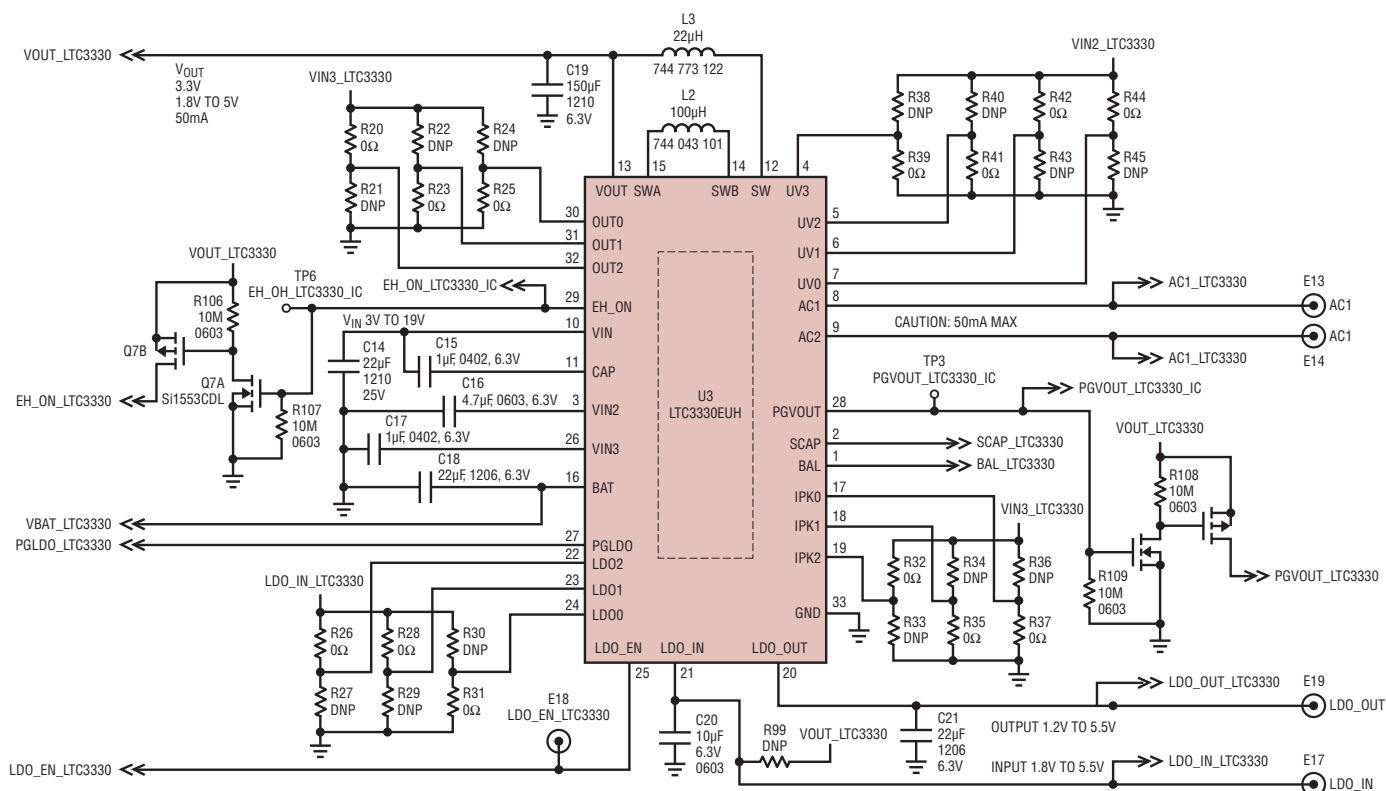 L3
22µH
744 773 122
L2
100µH
744 043 101
VOUT_LTC3330
VOUT
3.3V
1.8V TO 5V
50mA
C19
150µF
1210
6.3V
VIN3_LTC3330
R20
0Ω
R22
DNP
R24
DNP
R21
DNP
R23
0Ω
R25
0Ω
VIN2_LTC3330
R38
DNP
R40
DNP
R42
0Ω
R44
0Ω
R39
0Ω
R41
0Ω
R43
DNP
R45
DNP
13
15
14
12
4
VOUT
SWA
SWB
SW
UV3
30
OUT0
31
OUT1
32
OUT2
29
EH_ON
10
VIN
11
CAP
3
VIN2
26
VIN3
16
BAT
27
PGLDO
22
LDO2
23
LDO1
24
LDO0
U3
LTC3330EUH
5
UV2
6
UV1
7
UV0
8
AC1
9
AC2
28
PGVOUT
2
SCAP
1
BAL
17
IPK0
18
IPK1
19
IPK2
33
GND
LDO_EN
LDO_IN
LDO_OUT
25
21
20
VOUT_LTC3330
R106
10M
0603
Q7B
Q7A
Si1553CDL
R107
10M
0603
EH_ON_LTC3330
TP6
EH_OH_LTC3330_IC
EH_ON_LTC3330_IC
VIN 3V TO 19V
C14
22µF
1210
25V
C15
1µF, 0402, 6.3V
C16
4.7µF, 0603, 6.3V
C17
1µF, 0402, 6.3V
C18
22µF, 1206, 6.3V
VBAT_LTC3330
PGLDO_LTC3330
LDO_IN_LTC3330
R26
0Ω
R28
0Ω
R30
DNP
R27
DNP
R29
DNP
R31
0Ω
E18
LDO_EN_LTC3330
LDO_EN_LTC3330
AC1_LTC3330
E13
AC1
CAUTION: 50mA MAX
AC1
E14
AC1_LTC3330
TP3
PGVOUT_LTC3330_IC
PGVOUT_LTC3330_IC
SCAP_LTC3330
BAL_LTC3330
VOUT_LTC3330
R108
10M
0603
R109
10M
0603
PGVOUT_LTC3330
VIN3_LTC3330
R32
0Ω
R34
DNP
R36
DNP
R33
DNP
R35
0Ω
R37
0Ω
C20
10µF
6.3V
0603
R99
DNP
VOUT_LTC3330
C21
22µF
1206
6.3V
LDO_OUT_LTC3330
E19
LDO_OUT
OUTPUT 1.2V TO 5.5V
INPUT 1.8V TO 5.5V
LDO_IN_LTC3330
E17
LDO_IN